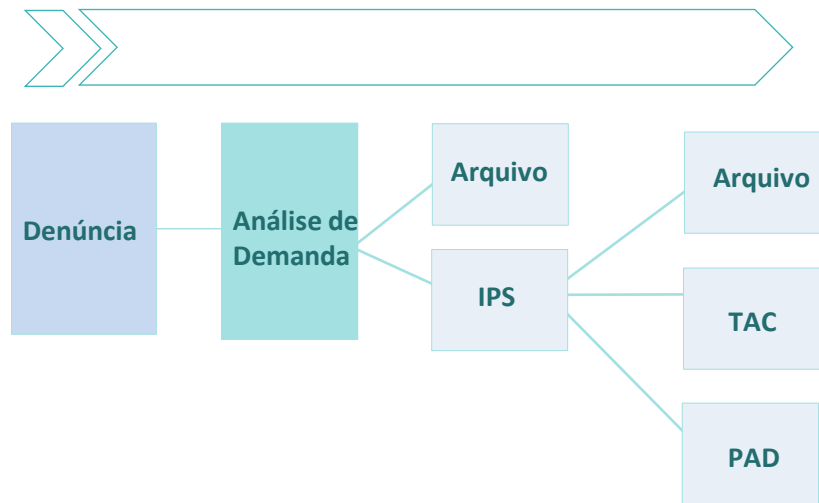 Denúncia
Análise de
Demanda
Arquivo
IPS
Arquivo
TAC
PAD